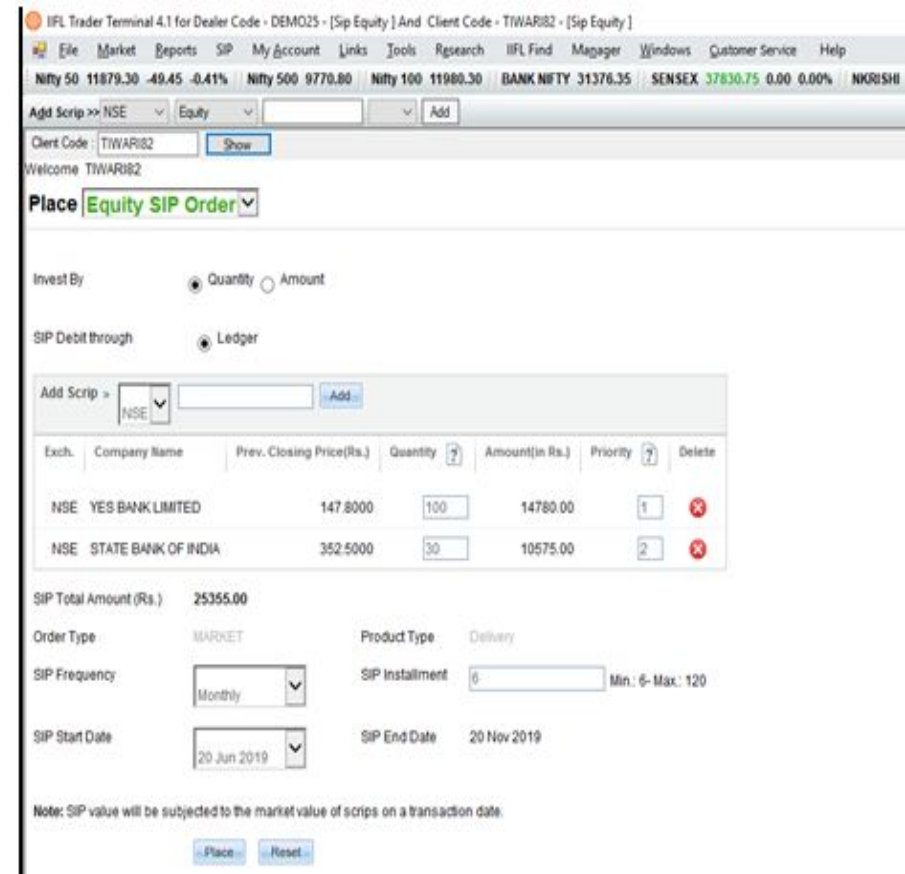 IIFL Trader Terminal 4.1 for Dealer Code - DEMO25 - [Sip Equity ] And Client Code - TIWARI82 - [Sip Equity ]
File Market Reports SIP My Account Links Tools Research IIFL Find Manager Windows Customer Service Help
Nifty 50 11879.30 -49.45 -0.41% Nifty 500 9770.80 Nifty 100 11980.30 BANK NIFTY 31376.35 SENSEX 37830.75 0.00 0.00% NKRISHI
Add Scrip >> NSE Equity Add
Client Code : TIWARI82 Show
Welcome TIWARI82
Place Equity SIP Order
Invest By Quantity Amount
SIP Debit through Ledger
Add Scrip » NSE Add
Exch. Company Name Prev. Closing Price(Rs.) Quantity ? Amount(in Rs.) Priority ? Delete
NSE YES BANK LIMITED 147.8000 100 14780.00 1
NSE STATE BANK OF INDIA 352.5000 30 10575.00 2
SIP Total Amount (Rs.) 25355.00
Order Type MARKET Product Type Delivery
SIP Frequency Monthly SIP Installment 6 Min.: 6- Max.: 120
SIP Start Date 20 Jun 2019 SIP End Date 20 Nov 2019
Note: SIP value will be subjected to the market value of scrips on a transaction date.
Place Reset